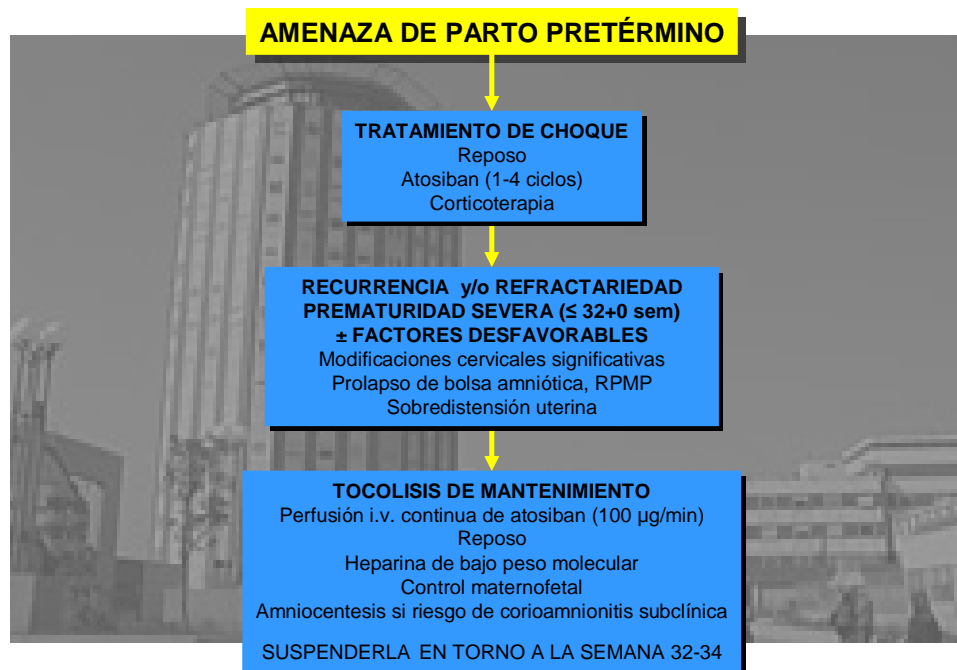 AMENAZA DE PARTO PRETÉRMINO
TRATAMIENTO DE CHOQUE
Reposo
Atosiban (1-4 ciclos)
Corticoterapia
RECURRENCIA y/o REFRACTARIEDAD
PREMATURIDAD SEVERA (≤ 32+0 sem)
± FACTORES DESFAVORABLES
Modificaciones cervicales significativas
Prolapso de bolsa amniótica, RPMP
Sobredistensión uterina
TOCOLISIS DE MANTENIMIENTO
Perfusión i.v. continua de atosiban (100 µg/min)
Reposo
Heparina de bajo peso molecular
Control maternofetal
Amniocentesis si riesgo de corioamnionitis subclínica
SUSPENDERLA EN TORNO A LA SEMANA 32-34